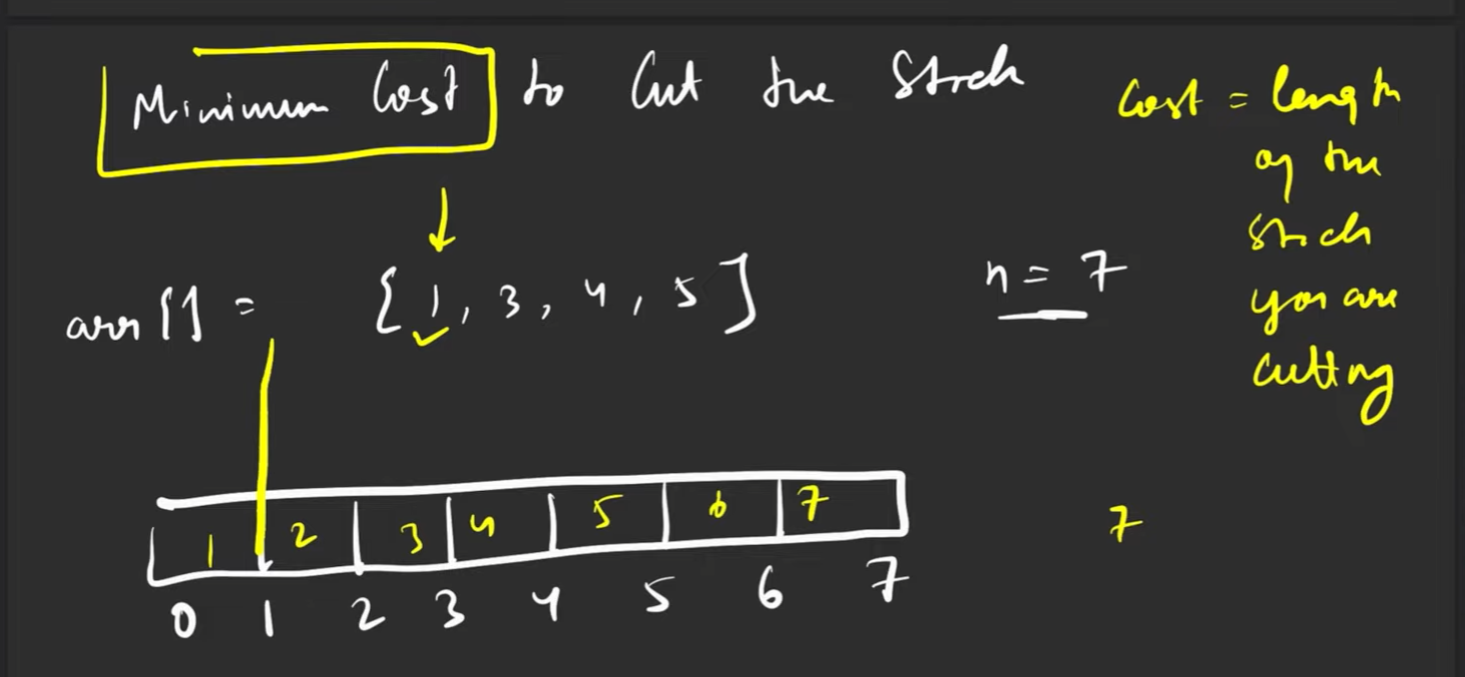 Minimum Cost to Cut the Stick
Cost = length
of the
stick
you are
cutting
arr [] = { 1, 3, 4, 5 ]
n = 7
1 2 3 4 5 6 7
7
0 1 2 3 4 5 6 7